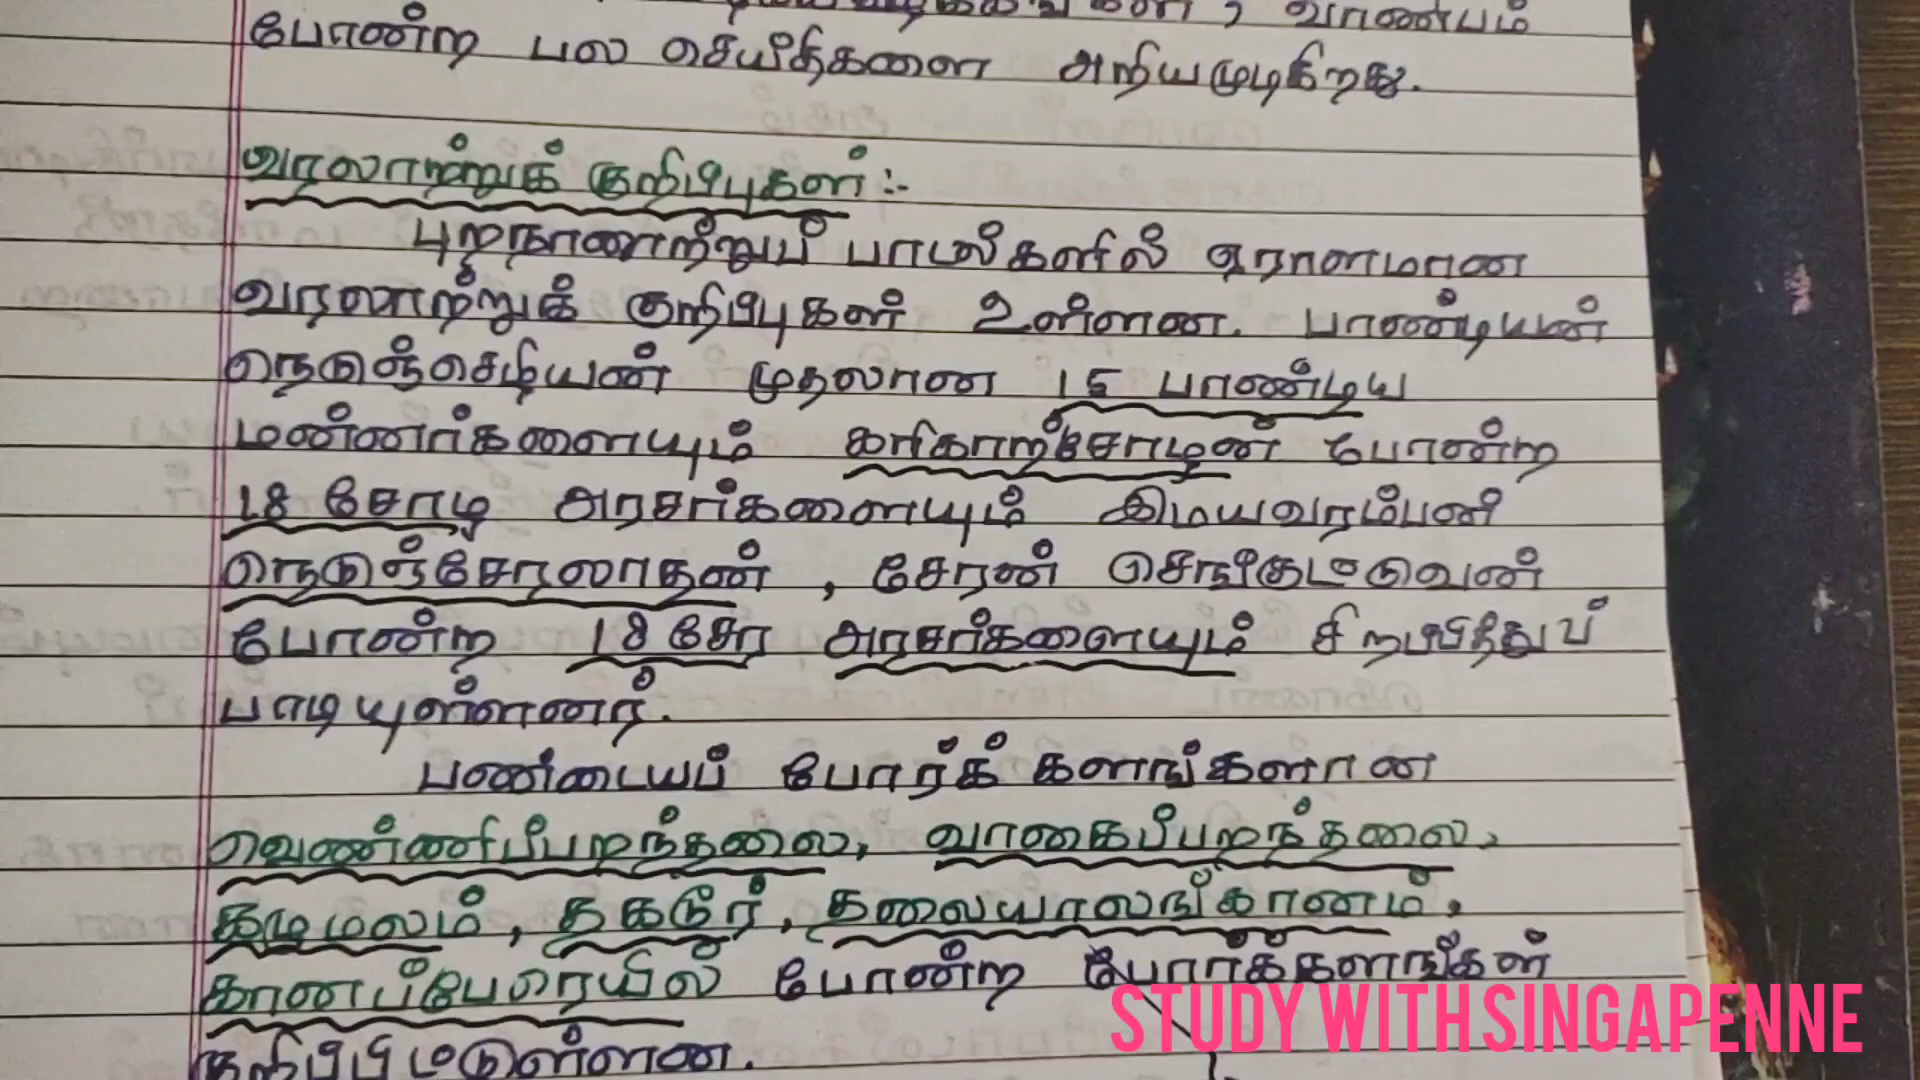 வாணியம்
போன்ற பல செய்திகளை அறியமுடிகிறது.
வரலாற்றுக் குறிப்புகள் :-
புறநானூற்றுப் பாடல்களில் ஏராளமான
வரலாற்றுக் குறிப்புகள் உள்ளன. பாண்டியன்
நெடுஞ்செழியன் முதலான 15 பாண்டிய
மன்னர்களையும் கரிகாற்சோழன் போன்ற
18 சோழ அரசர்களையும் இமயவரம்பன்
நெடுஞ்சேரலாதன் , சேரன் செங்குட்டுவன்
போன்ற 18 சேர அரசர்களையும் சிறப்பித்துப்
பாடியுள்ளனர்.
பண்டையப் போர்க் களங்களான
வெண்ணிப்பறந்தலை, வாகைப்பறந்தலை,
கழுமலம், தகடூர், தலையாலங்கானம்,
கானப்பேரெயில் போன்ற போர்க்களங்கள்
குறிப்பிட்டுள்ளன.
STUDY WITH SINGAPENNE